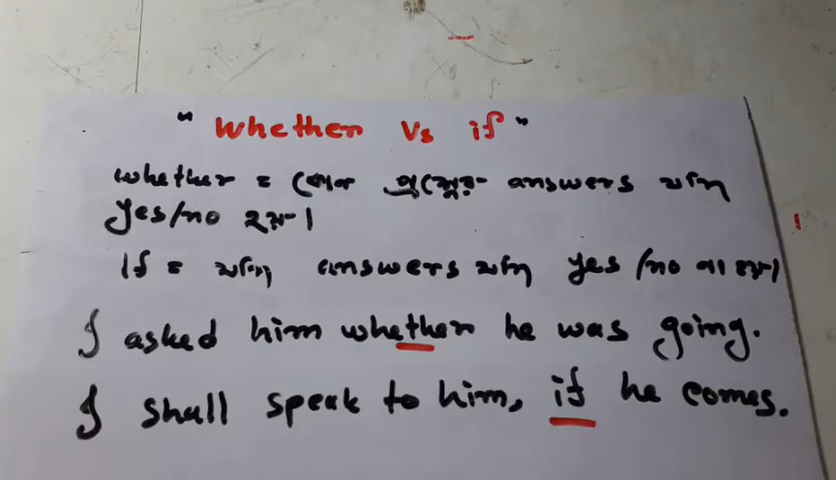 "Whether Vs if"
whether = কোন প্রশ্নের answers যদি
yes/no হয়।
If = যদি answers যদি yes/no না হয়।
I asked him whether he was going.
I shall speak to him, if he comes.